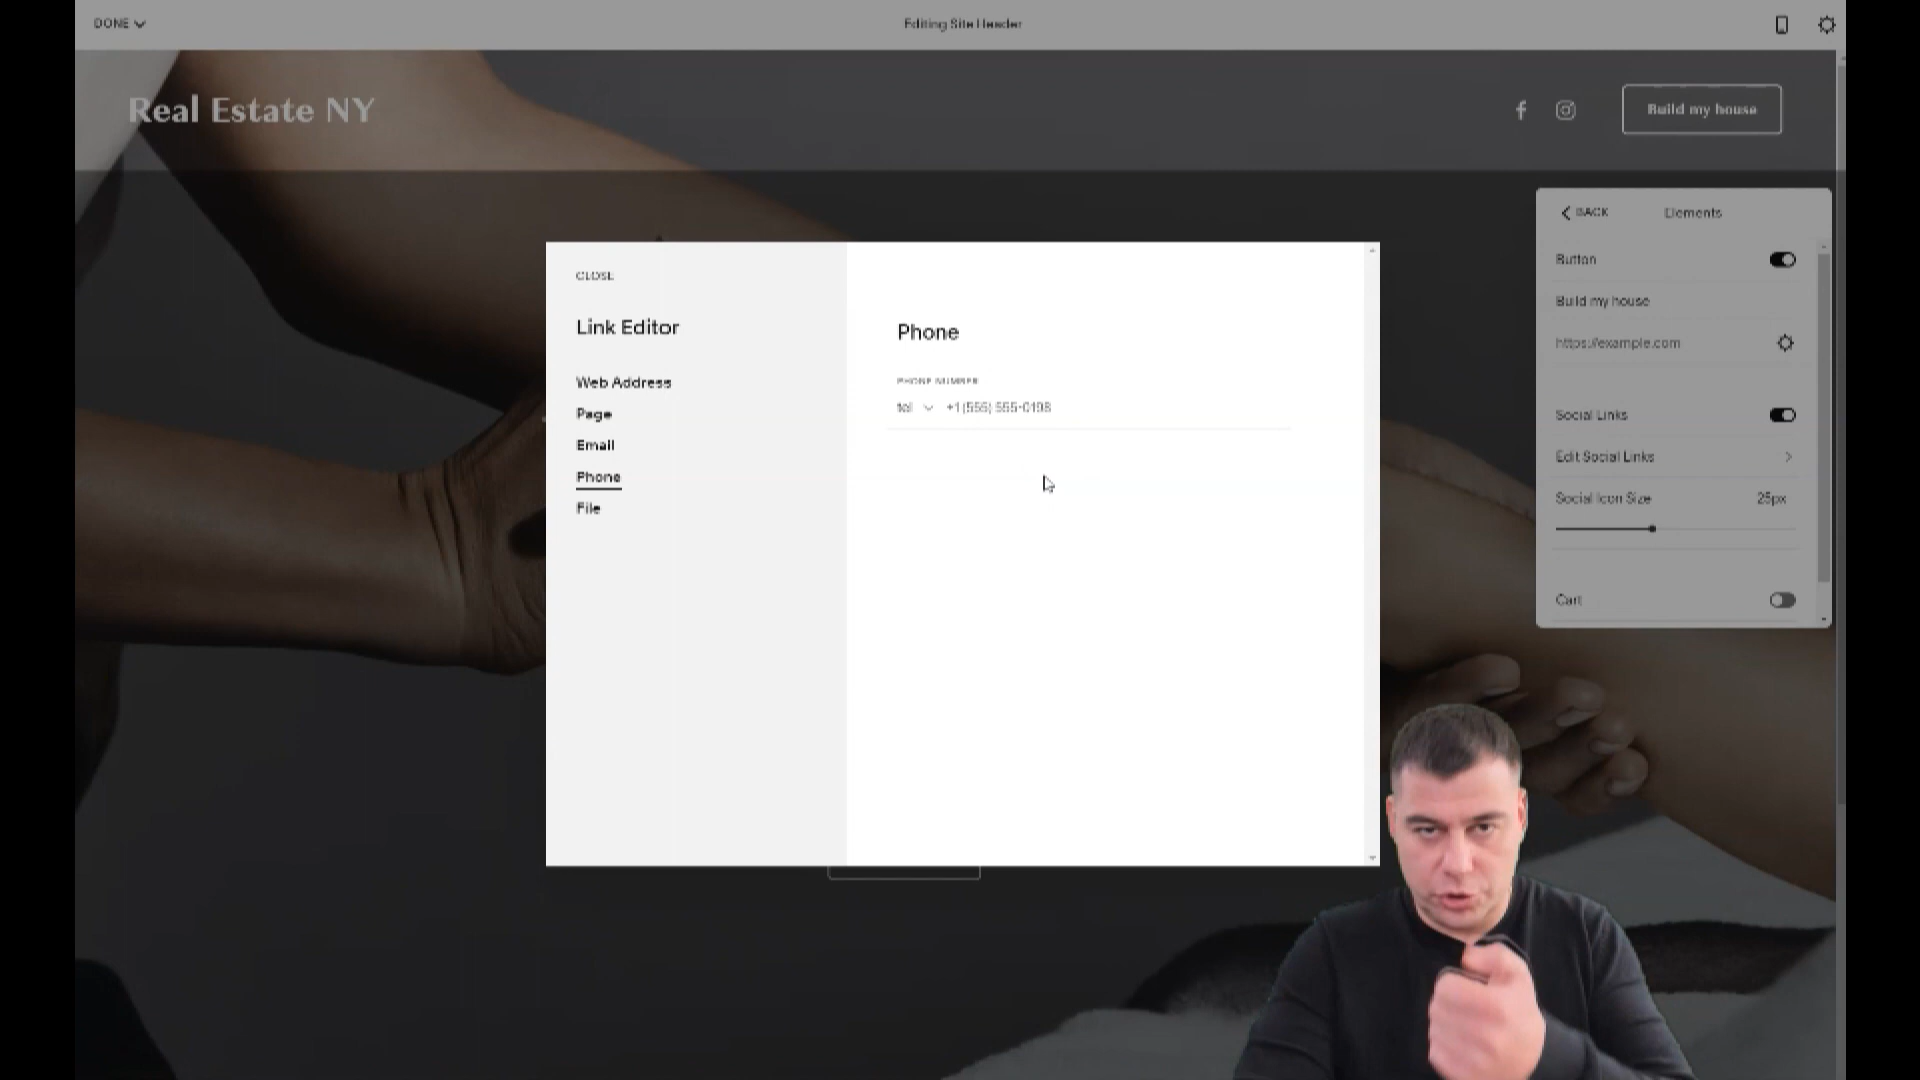 DONE
Editing Site Header
Real Estate NY
Build my house
BACK
Elements
Button
Build my house
https://example.com
Social Links
Edit Social Links
Social Icon Size
25px
Cart
CLOSE
Link Editor
Web Address
Page
Email
Phone
File
Phone
PHONE NUMBER
tel
+1 (555) 555-0198